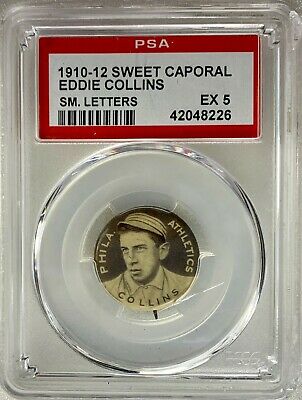 PSA
1910-12 SWEET CAPORAL
EDDIE COLLINS
SM. LETTERS EX 5
42048226
PHILA. ATHLETICS
COLLINS